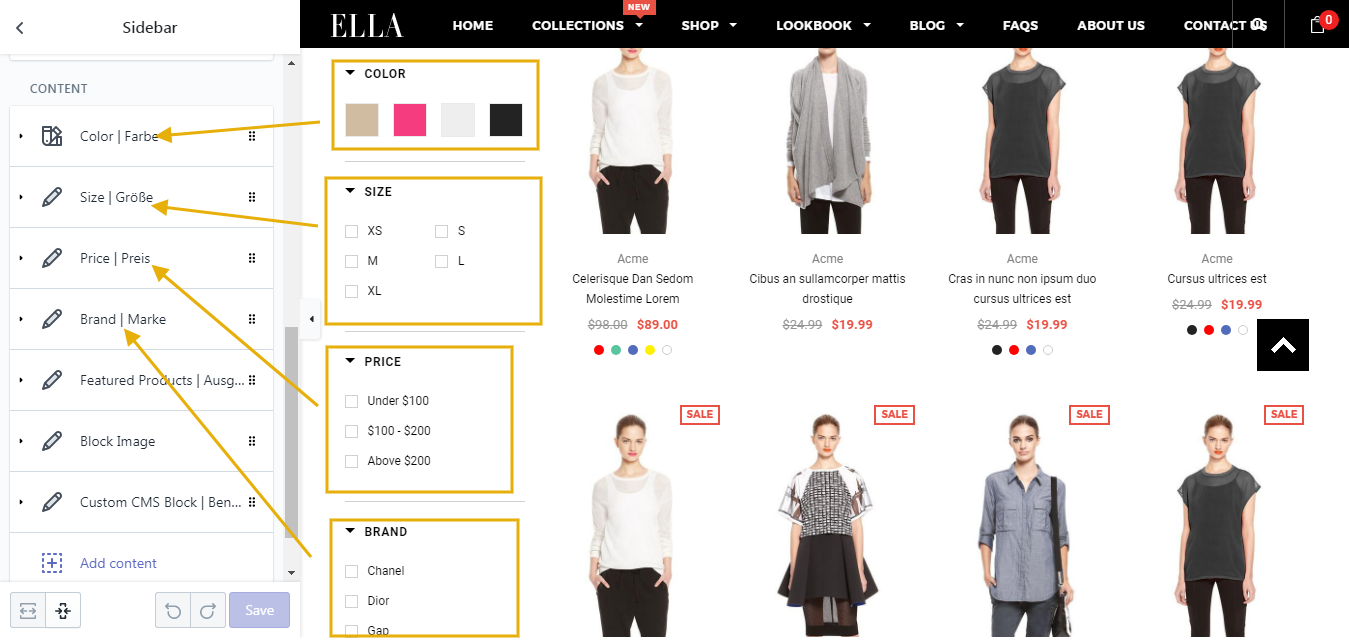 Sidebar
CONTENT
Color | Farbe
Size | Größe
Price | Preis
Brand | Marke
Featured Products | Ausg...
Block Image
Custom CMS Block | Ben...
Add content
Save
ELLA
HOME
COLLECTIONS
NEW
SHOP
LOOKBOOK
BLOG
FAQS
ABOUT US
CONTACT US
0
COLOR
SIZE
XS
S
M
L
XL
PRICE
Under $100
$100 - $200
Above $200
BRAND
Chanel
Dior
Gap
Acme
Celerisque Dan Sedom
Molestime Lorem
$98.00 $89.00
Acme
Cibus an sullamcorper mattis
drostique
$24.99 $19.99
Acme
Cras in nunc non ipsum duo
cursus ultrices est
$24.99 $19.99
Acme
Cursus ultrices est
$24.99 $19.99
SALE
SALE
SALE
SALE